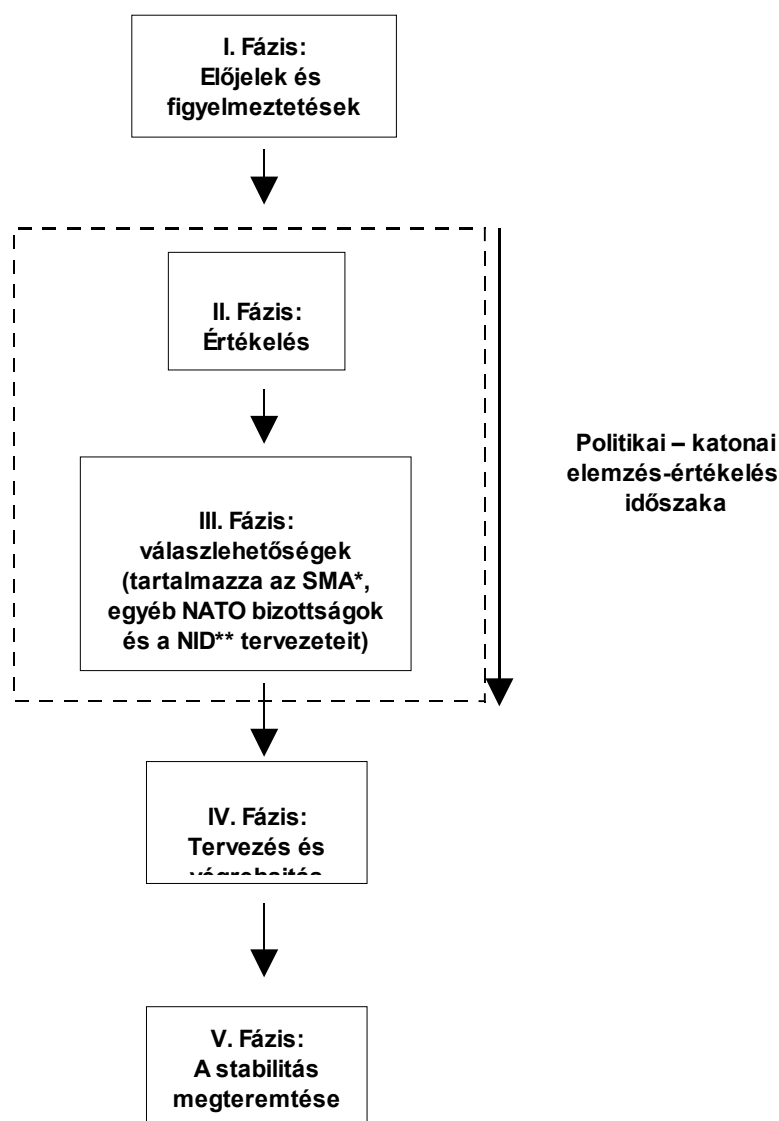 I. Fázis:
Előjelek és
figyelmeztetések
II. Fázis:
Értékelés
III. Fázis:
válaszlehetőségek
(tartalmazza az SMA*,
egyéb NATO bizottságok
és a NID** tervezeteit)
Politikai – katonai
elemzés-értékelés
időszaka
IV. Fázis:
Tervezés és
V. Fázis:
A stabilitás
megteremtése